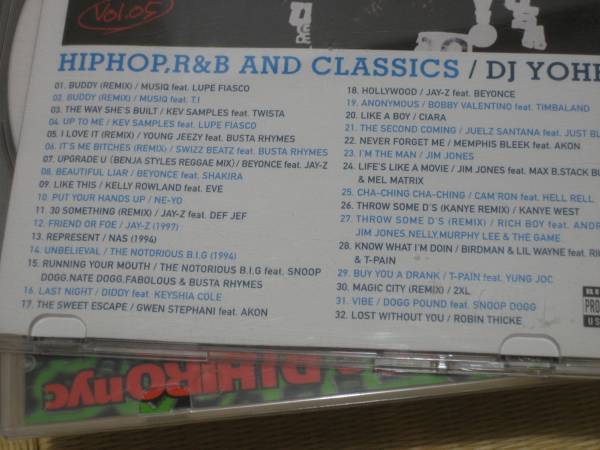 Vol.05
HIPHOP,R&B AND CLASSICS / DJ YOHE
01. BUDDY (REMIX) / MUSIQ feat. LUPE FIASCO
02. BUDDY (REMIX) / MUSIQ feat. T.I
03. THE WAY SHE'S BUILT / KEV SAMPLES feat. TWISTA
04. UP TO ME / KEV SAMPLES feat. LUPE FIASCO
05. I LOVE IT (REMIX) / YOUNG JEEZY feat. BUSTA RHYMES
06. IT'S ME BITCHES (REMIX) / SWIZZ BEATZ feat. BUSTA RHYMES
07. UPGRADE U (BENJA STYLES REGGAE MIX) / BEYONCE feat. JAY-Z
08. BEAUTIFUL LIAR / BEYONCE feat. SHAKIRA
09. LIKE THIS / KELLY ROWLAND feat. EVE
10. PUT YOUR HANDS UP / NE-YO
11. 30 SOMETHING (REMIX) / JAY-Z feat. DEF JEF
12. FRIEND OR FOE / JAY-Z (1997)
13. REPRESENT / NAS (1994)
14. UNBELIEVAL / THE NOTORIOUS B.I.G (1994)
15. RUNNING YOUR MOUTH / THE NOTORIOUS B.I.G feat. SNOOP
DOGG.NATE DOGG,FABOLOUS & BUSTA RHYMES
16. LAST NIGHT / DIDDY feat. KEYSHIA COLE
17. THE SWEET ESCAPE / GWEN STEPHANI feat. AKON
18. HOLLYWOOD / JAY-Z feat. BEYONCE
19. ANONYMOUS / BOBBY VALENTINO feat. TIMBALAND
20. LIKE A BOY / CIARA
21. THE SECOND COMING / JUELZ SANTANA feat. JUST BL
22. NEVER FORGET ME / MEMPHIS BLEEK feat. AKON
23. I'M THE MAN / JIM JONES
24. LIFE'S LIKE A MOVIE / JIM JONES feat. MAX B.STACK BU
& MEL MATRIX
25. CHA-CHING CHA-CHING / CAM RON feat. HELL RELL
26. THROW SOME D'S (KANYE REMIX) / KANYE WEST
27. THROW SOME D'S (REMIX) / RICH BOY feat. ANDR
JIM JONES.NELLY.MURPHY LEE & THE GAME
28. KNOW WHAT I'M DOIN / BIRDMAN & LIL WAYNE feat. RI
& T-PAIN
29. BUY YOU A DRANK / T-PAIN feat. YUNG JOC
30. MAGIC CITY (REMIX) / 2XL
31. VIBE / DOGG POUND feat. SNOOP DOGG
32. LOST WITHOUT YOU / ROBIN THICKE
PRO
US
DJ HIROnyc